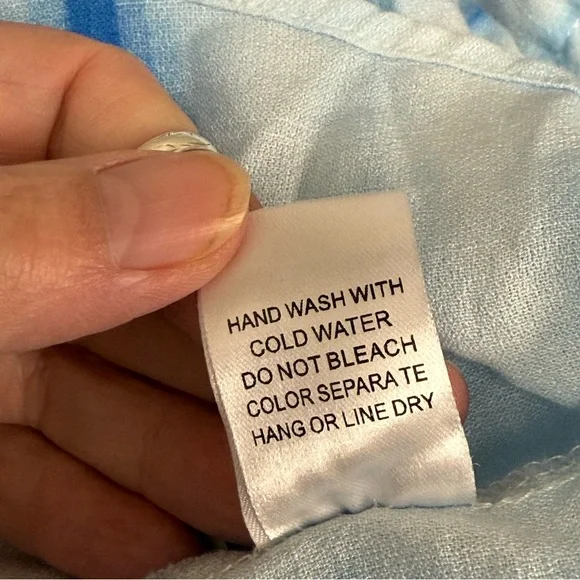 HAND WASH WITH
COLD WATER
DO NOT BLEACH
COLOR SEPARA TE
HANG OR LINE DRY